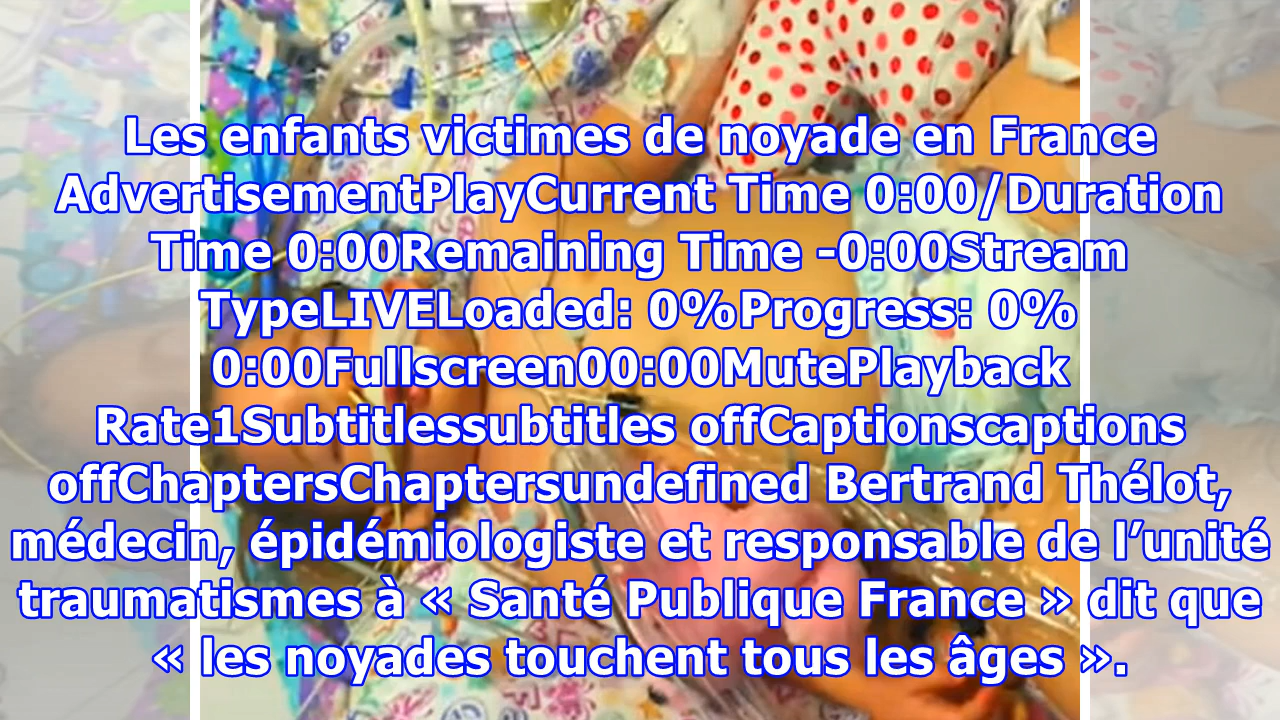 Les enfants victimes de noyade en France
AdvertisementPlayCurrent Time 0:00/Duration
Time 0:00Remaining Time -0:00Stream
TypeLIVELoaded: 0%Progress: 0%
0:00Fullscreen00:00MutePlayback
Rate1Subtitlessubtitles offCaptionscaptions
offChaptersChaptersundefined Bertrand Thélot,
médecin, épidémiologiste et responsable de l’unité
traumatismes à « Santé Publique France » dit que
« les noyades touchent tous les âges ».